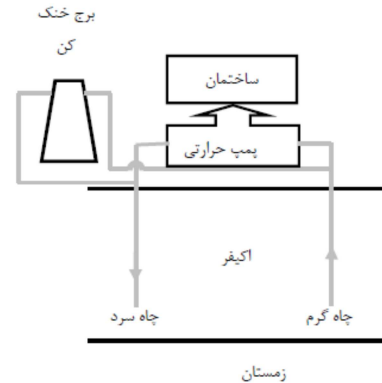 برج خنک
کن
ساختمان
پمپ حرارتی
اکیفر
چاه سرد
چاه گرم
زمستان